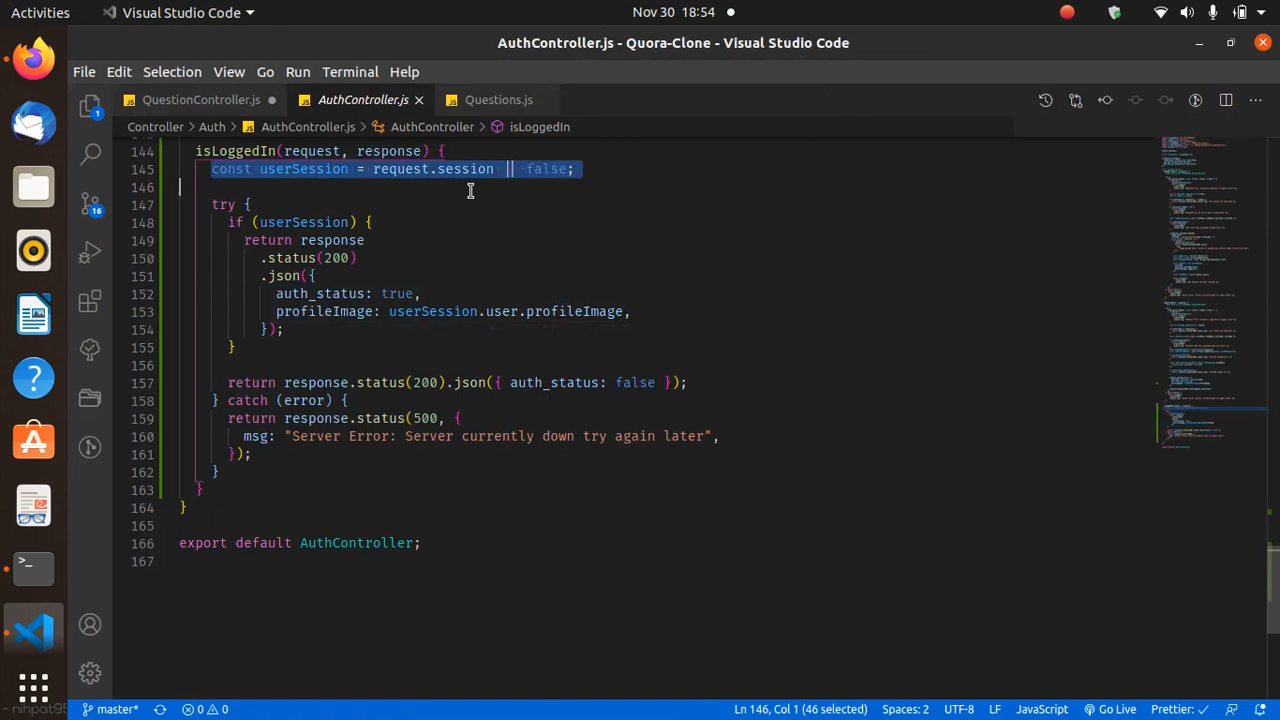 Activities
Visual Studio Code
Nov 30 18:54
AuthController.js - Quora-Clone - Visual Studio Code
File Edit Selection View Go Run Terminal Help
QuestionController.js
AuthController.js
Questions.js
Controller > Auth > AuthController.js > AuthController > isLoggedIn
144 isLoggedIn(request, response) {
145 const userSession = request.session || false;
146
147 try {
148 if (userSession) {
149 return response
150 .status(200)
151 .json({
152 auth_status: true,
153 profileImage: userSession.user.profileImage,
154 });
155 }
156
157 return response.status(200).json({ auth_status: false });
158 } catch (error) {
159 return response.status(500, {
160 msg: "Server Error: Server currently down try again later",
161 });
162 }
163 }
164 }
165
166 export default AuthController;
167
1
16
master*
0 0
Ln 146, Col 1 (46 selected)
Spaces: 2
UTF-8
LF
JavaScript
Go Live
Prettier: ✓